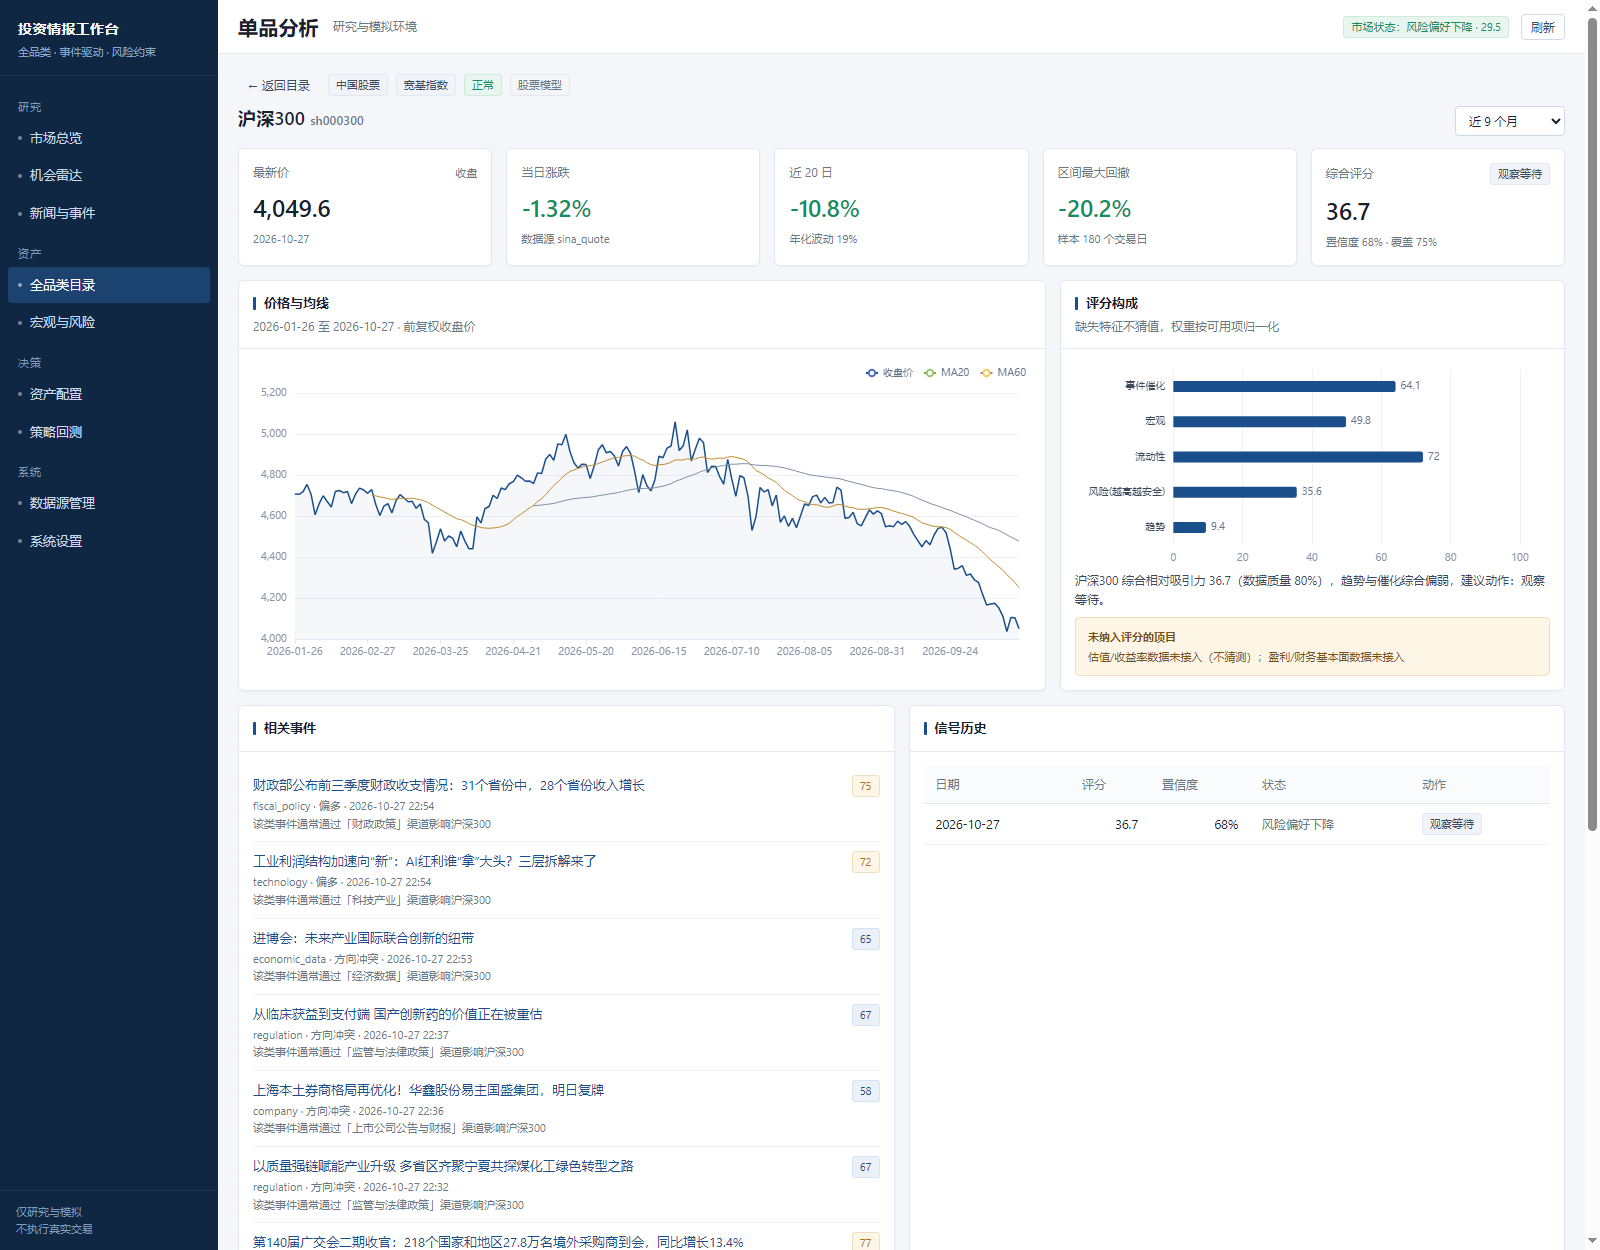 投资情报工作台
全品类 · 事件驱动 · 风险约束
研究
市场总览
机会雷达
新闻与事件
资产
全品类目录
宏观与风险
决策
资产配置
策略回测
系统
数据源管理
系统设置
仅研究与模拟
不执行真实交易
单品分析 研究与模拟环境
市场状态：风险偏好下降 · 29.5 刷新
← 返回目录 中国股票 宽基指数 正常 股票模型
沪深300 sh000300
近 9 个月
最新价 收盘
4,049.6
2026-10-27
当日涨跌
-1.32%
数据源 sina_quote
近 20 日
-10.8%
年化波动 19%
区间最大回撤
-20.2%
样本 180 个交易日
综合评分 观察等待
36.7
置信度 68% · 覆盖 75%
价格与均线
2026-01-26 至 2026-10-27 · 前复权收盘价
收盘价 MA20 MA60
5,200
5,000
4,800
4,600
4,400
4,200
4,000
2026-01-26 2026-02-27 2026-03-25 2026-04-21 2026-05-20 2026-06-15 2026-07-10 2026-08-05 2026-08-31 2026-09-24
评分构成
缺失特征不猜值，权重按可用项归一化
事件催化 64.1
宏观 49.8
流动性 72
风险(越高越安全) 35.6
趋势 9.4
0 20 40 60 80 100
沪深300 综合相对吸引力 36.7（数据质量 80%），趋势与催化综合偏弱，建议动作：观察
等待。
未纳入评分的项目
估值/收益率数据未接入（不猜测）；盈利/财务基本面数据未接入
相关事件
财政部公布前三季度财政收支情况：31个省份中，28个省份收入增长 75
fiscal_policy · 偏多 · 2026-10-27 22:54
该类事件通常通过「财政政策」渠道影响沪深300
工业利润结构加速向“新”：AI红利谁“拿”大头？三层拆解来了 72
technology · 偏多 · 2026-10-27 22:54
该类事件通常通过「科技产业」渠道影响沪深300
进博会：未来产业国际联合创新的纽带 65
economic_data · 方向冲突 · 2026-10-27 22:53
该类事件通常通过「经济数据」渠道影响沪深300
从临床获益到支付端 国产创新药的价值正在被重估 67
regulation · 方向冲突 · 2026-10-27 22:37
该类事件通常通过「监管与法律政策」渠道影响沪深300
上海本土券商格局再优化！华鑫股份易主国盛集团，明日复牌 58
company · 方向冲突 · 2026-10-27 22:36
该类事件通常通过「上市公司公告与财报」渠道影响沪深300
以质量强链赋能产业升级 多省区齐聚宁夏共探煤化工绿色转型之路 67
regulation · 方向冲突 · 2026-10-27 22:32
该类事件通常通过「监管与法律政策」渠道影响沪深300
第140届广交会二期收官：218个国家和地区27.8万名境外采购商到会，同比增长13.4% 77
信号历史
日期 评分 置信度 状态 动作
2026-10-27 36.7 68% 风险偏好下降 观察等待